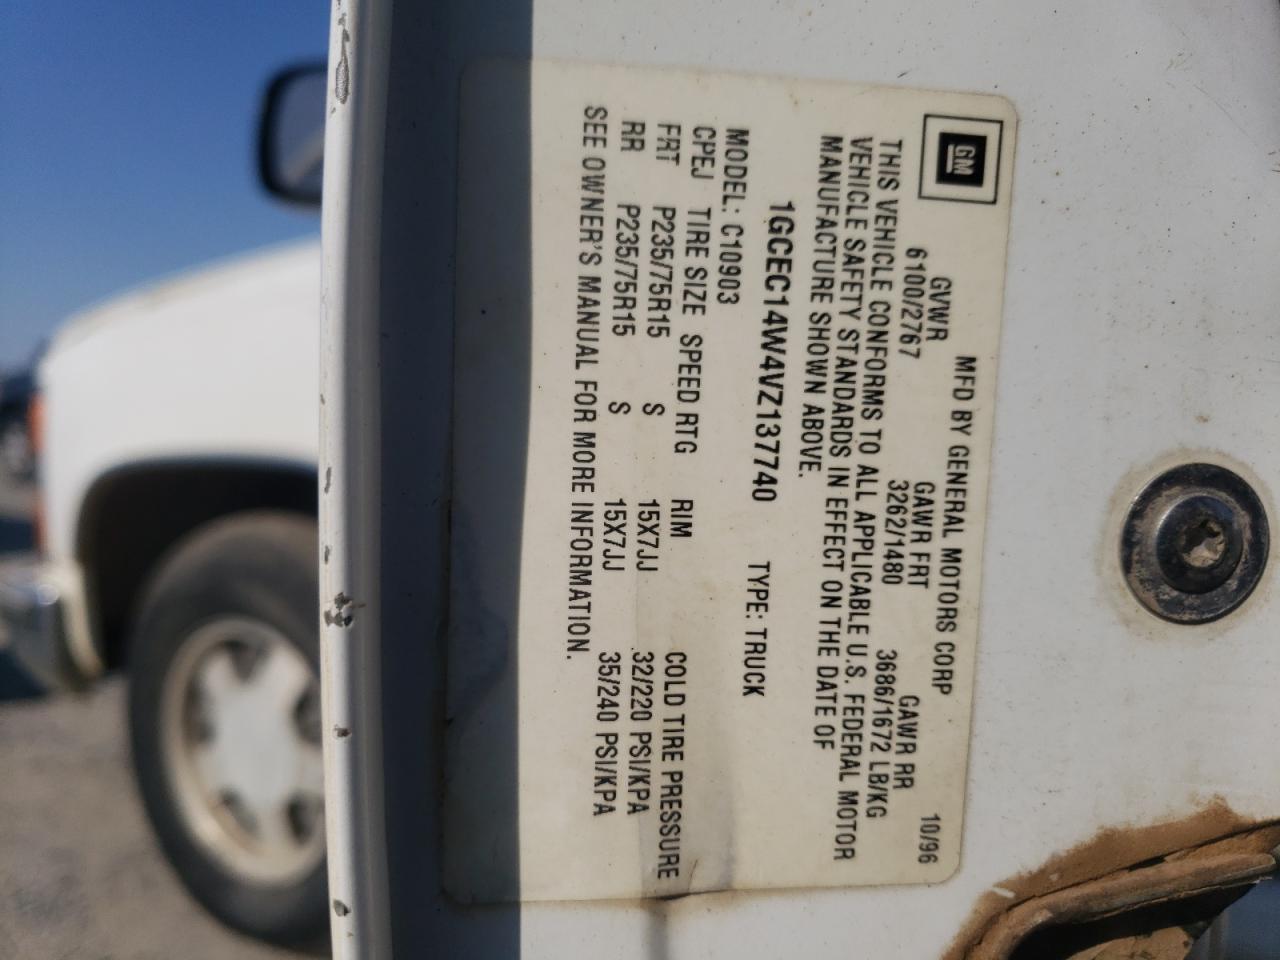 GM
MFD BY GENERAL MOTORS CORP 10/96
GVWR GAWR FRT GAWR RR
6100/2767 3262/1480 3686/1672 LB/KG
THIS VEHICLE CONFORMS TO ALL APPLICABLE U.S. FEDERAL MOTOR
VEHICLE SAFETY STANDARDS IN EFFECT ON THE DATE OF
MANUFACTURE SHOWN ABOVE.
1GCEC14W4VZ137740 TYPE: TRUCK
MODEL: C10903
CPEJ TIRE SIZE SPEED RTG RIM COLD TIRE PRESSURE
FRT P235/75R15 S 15X7JJ 32/220 PSI/KPA
RR P235/75R15 S 15X7JJ 35/240 PSI/KPA
SEE OWNER'S MANUAL FOR MORE INFORMATION.